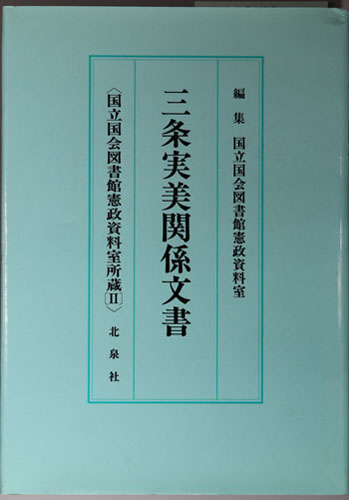 編集 国立国会図書館憲政資料室
三条実美関係文書
〈国立国会図書館憲政資料室所蔵〔II〕〉
北泉社